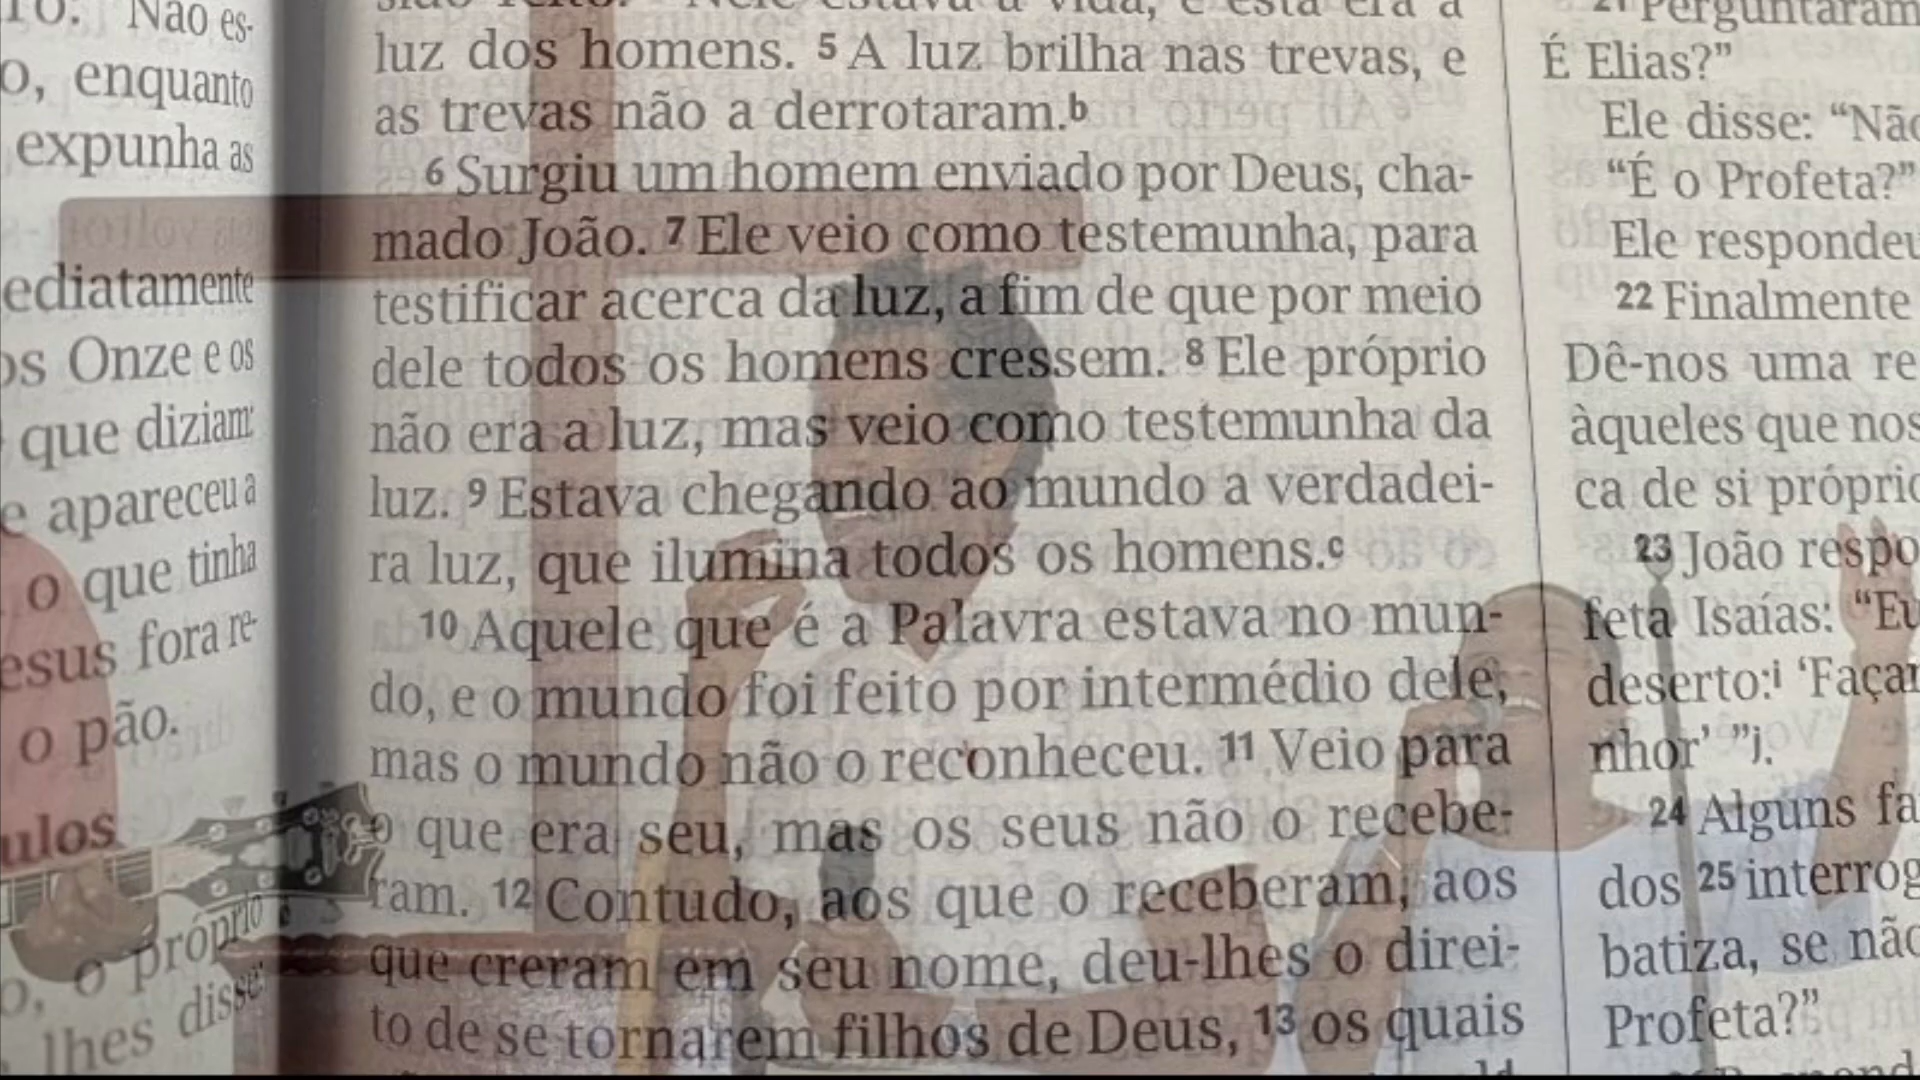 Não es-
o, enquanto
expunha as
ediatamente
os Onze e os
que diziam:
e apareceu a
o que tinha
esus fora re-
o pão.
ulos
o, o próprio
lhes disse:
luz dos homens. 5 A luz brilha nas trevas, e
as trevas não a derrotaram.b
6 Surgiu um homem enviado por Deus, cha-
mado João. 7 Ele veio como testemunha, para
testificar acerca da luz, a fim de que por meio
dele todos os homens cressem. 8 Ele próprio
não era a luz, mas veio como testemunha da
luz. 9 Estava chegando ao mundo a verdadei-
ra luz, que ilumina todos os homens.c
10 Aquele que é a Palavra estava no mun-
do, e o mundo foi feito por intermédio dele,
mas o mundo não o reconheceu. 11 Veio para
o que era seu, mas os seus não o recebe-
ram. 12 Contudo, aos que o receberam, aos
que creram em seu nome, deu-lhes o direi-
to de se tornarem filhos de Deus, 13 os quais
21 Perguntaram
É Elias?”
Ele disse: “Não
“É o Profeta?”
Ele respondeu
22 Finalmente
Dê-nos uma re
àqueles que nos
ca de si próprio
23 João respo
feta Isaías: “Eu
deserto:i ‘Façam
nhor’ ”j.
24 Alguns fa
dos 25 interrog
batiza, se não
Profeta?”